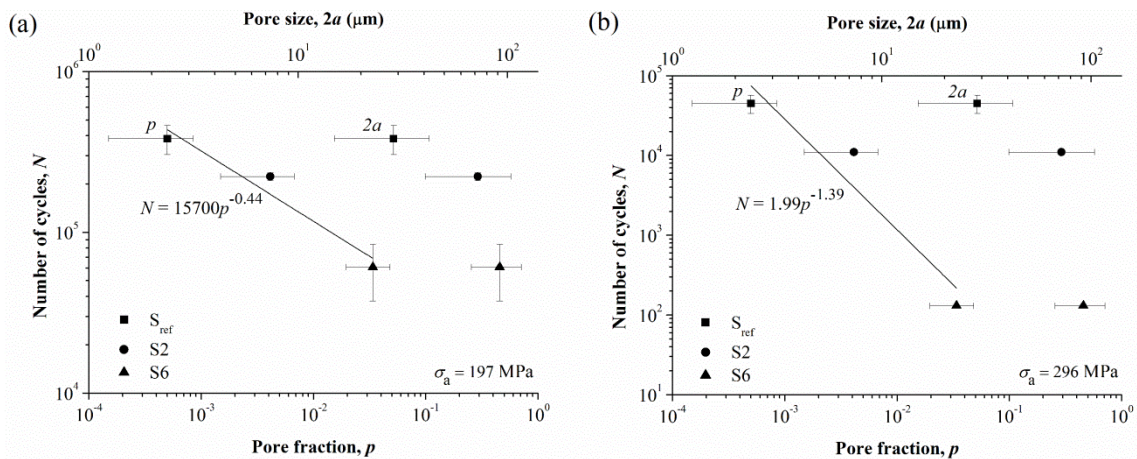 (a)
Pore size, 2a (μm)
10^0 10^1 10^2
10^6
p
2a
N = 15700p^-0.44
10^5
Number of cycles, N
S_ref
S2
S6
σ_a = 197 MPa
10^4
10^-4 10^-3 10^-2 10^-1 10^0
Pore fraction, p
(b)
Pore size, 2a (μm)
10^0 10^1 10^2
10^5
p
2a
10^4
N = 1.99p^-1.39
10^3
Number of cycles, N
10^2
S_ref
S2
S6
σ_a = 296 MPa
10^1
10^-4 10^-3 10^-2 10^-1 10^0
Pore fraction, p